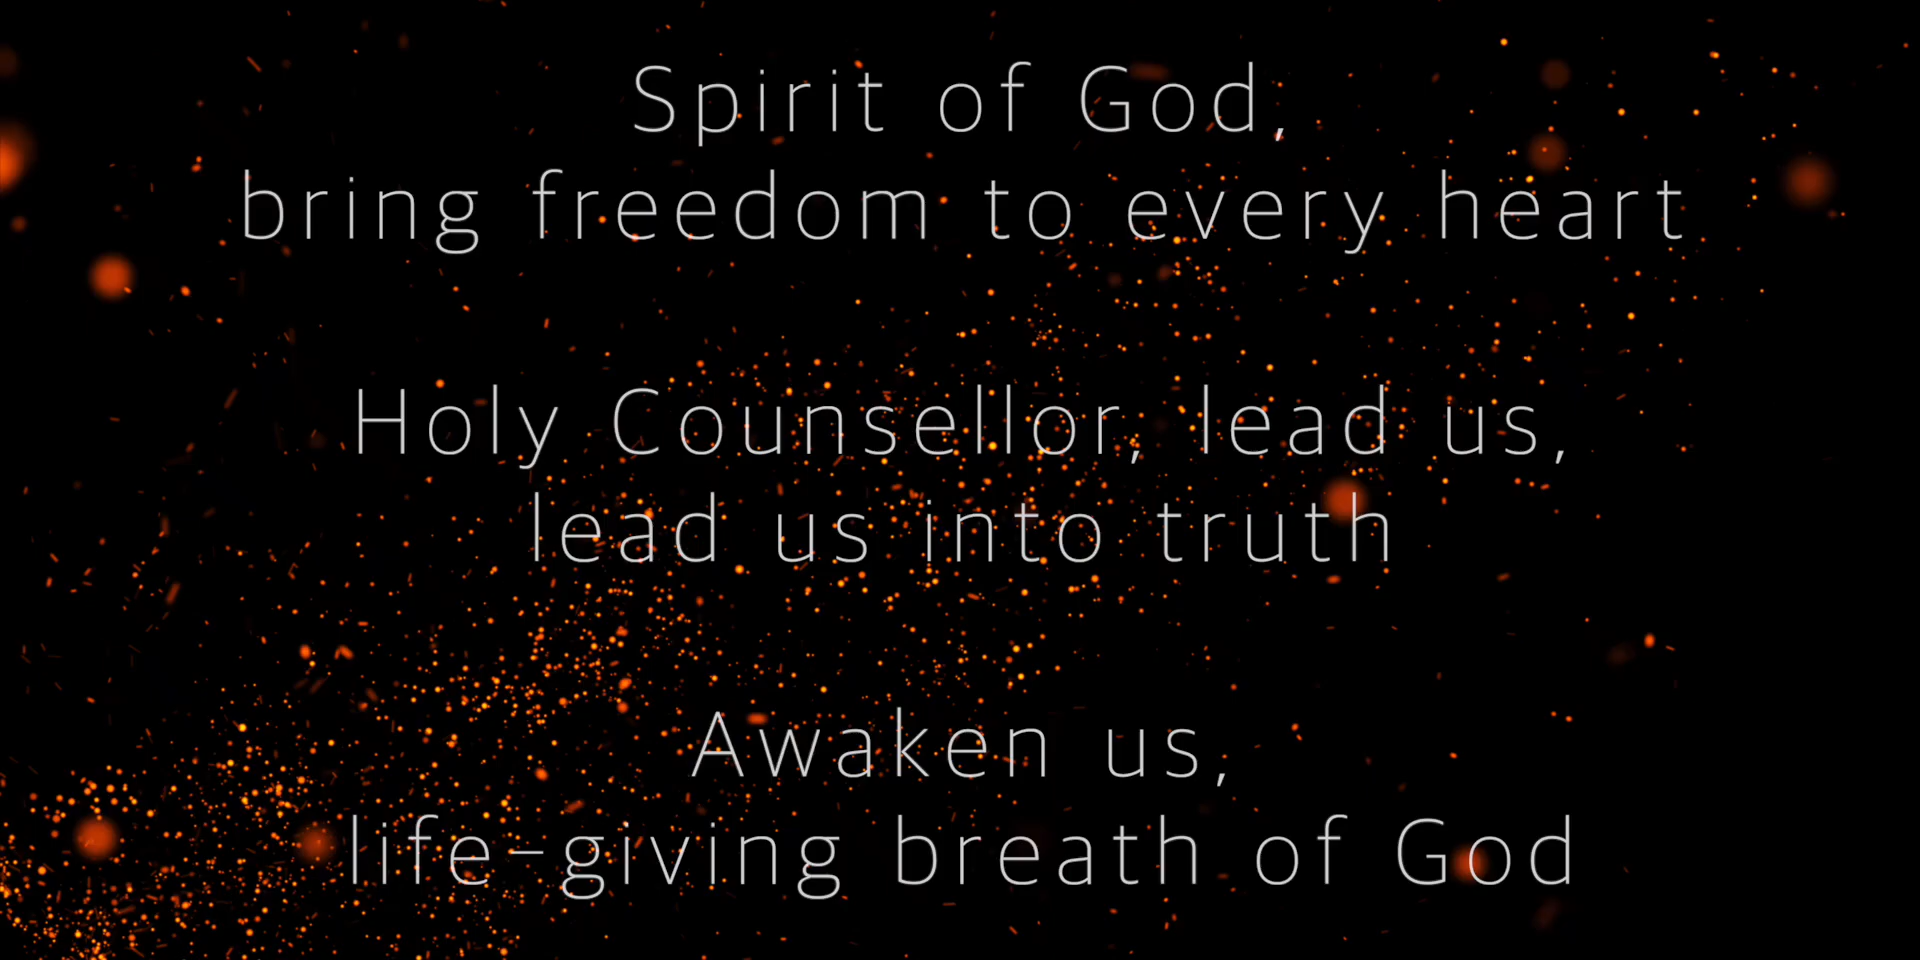 Spirit of God,
bring freedom to every heart
Holy Counsellor, lead us,
lead us into truth
Awaken us,
life-giving breath of God